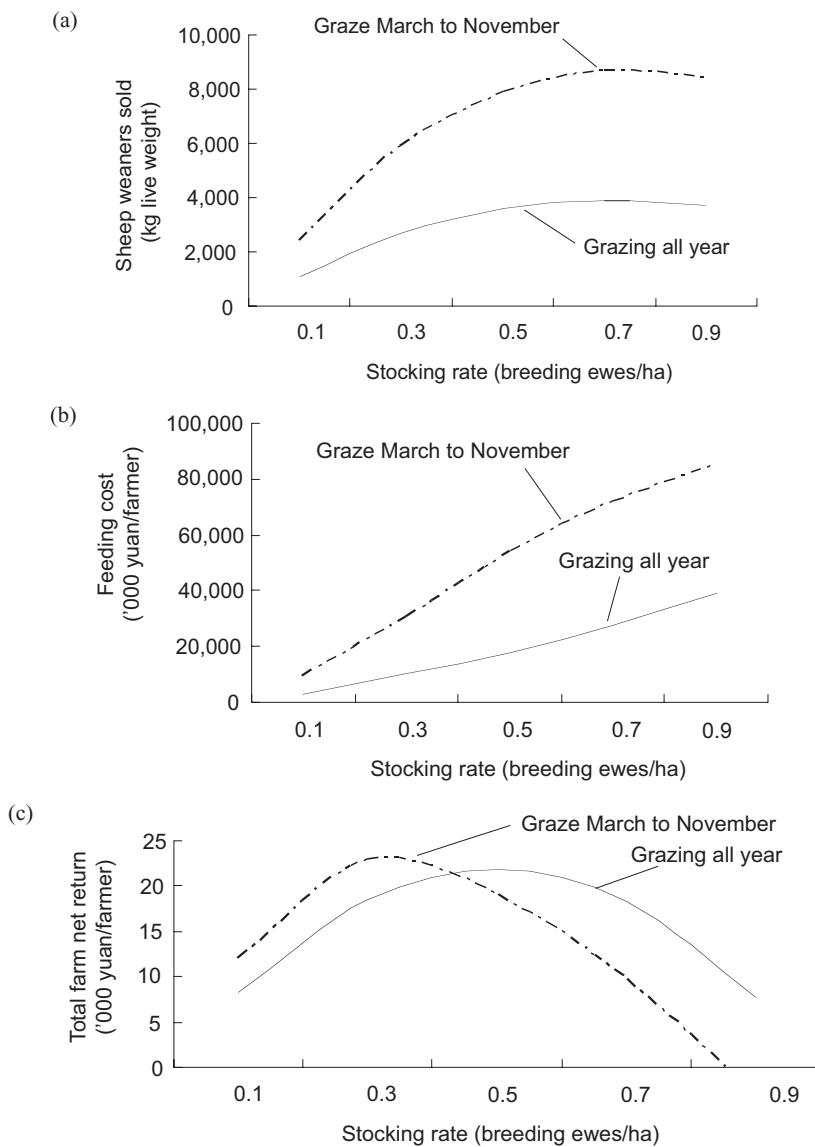 (a)
Graze March to November
10,000
8,000
6,000
4,000
2,000
0
Sheep weaners sold
(kg live weight)
Grazing all year
0.1 0.3 0.5 0.7 0.9
Stocking rate (breeding ewes/ha)
(b)
100,000
80,000
60,000
40,000
20,000
0
Feeding cost
('000 yuan/farmer)
Graze March to November
Grazing all year
0.1 0.3 0.5 0.7 0.9
Stocking rate (breeding ewes/ha)
(c)
25
20
15
10
5
0
Total farm net return
('000 yuan/farmer)
Graze March to November
Grazing all year
0.1 0.3 0.5 0.7 0.9
Stocking rate (breeding ewes/ha)